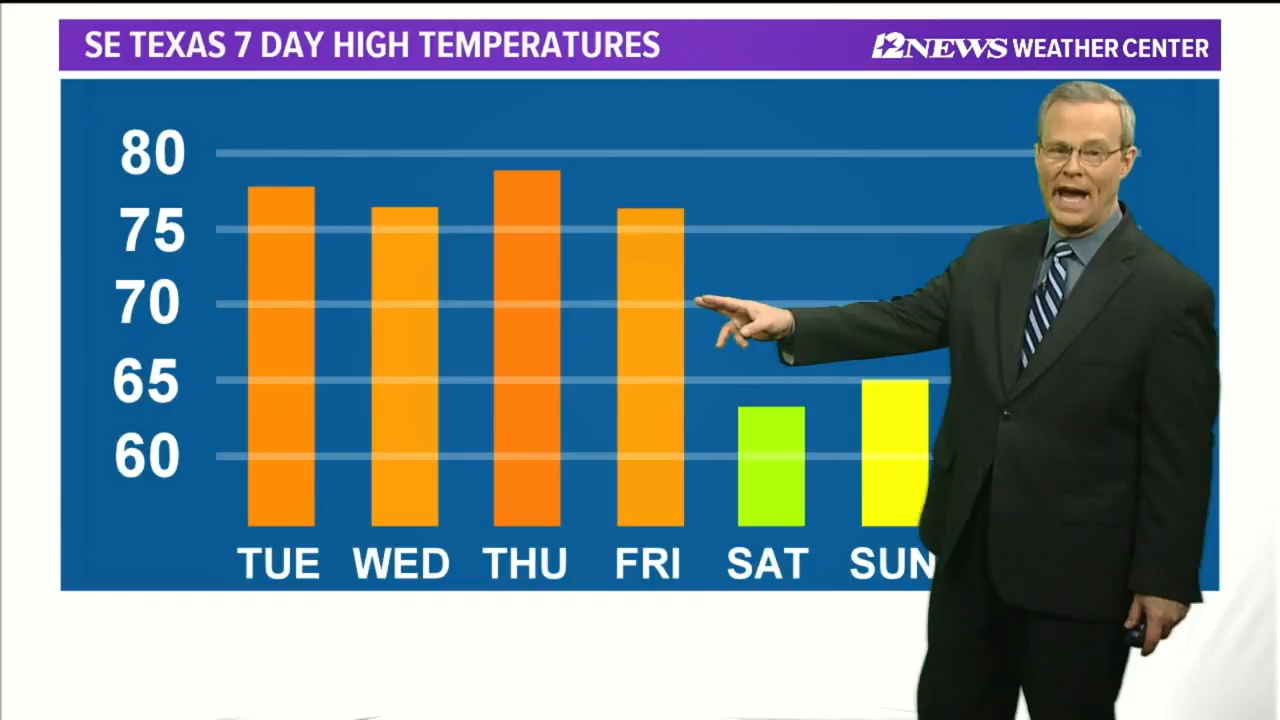 SE TEXAS 7 DAY HIGH TEMPERATURES
12NEWS WEATHER CENTER
80
75
70
65
60
TUE WED THU FRI SAT SUN